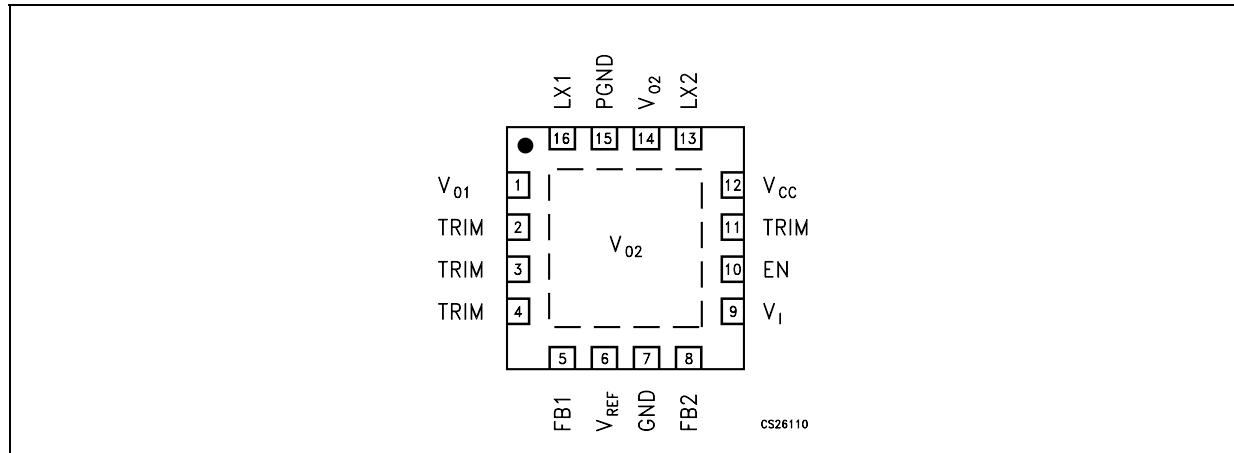 LX1 PGND V02 LX2
16 15 14 13
V01 1 12 VCC
TRIM 2 11 TRIM
V02
TRIM 3 10 EN
TRIM 4 9 VI
5 6 7 8
FB1 VREF GND FB2
CS26110